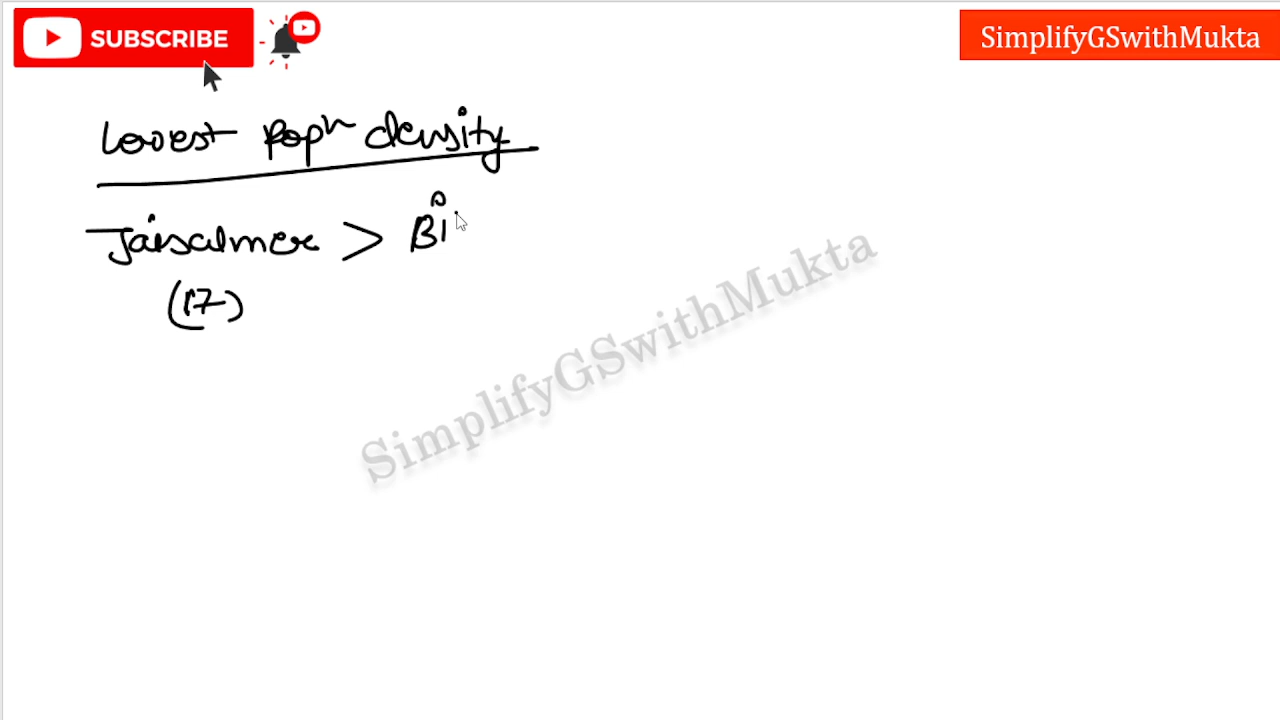 SUBSCRIBE
SimplifyGSwithMukta
Lowest Popⁿ density
Jaisalmer > Bi
(17)
SimplifyGSwithMukta